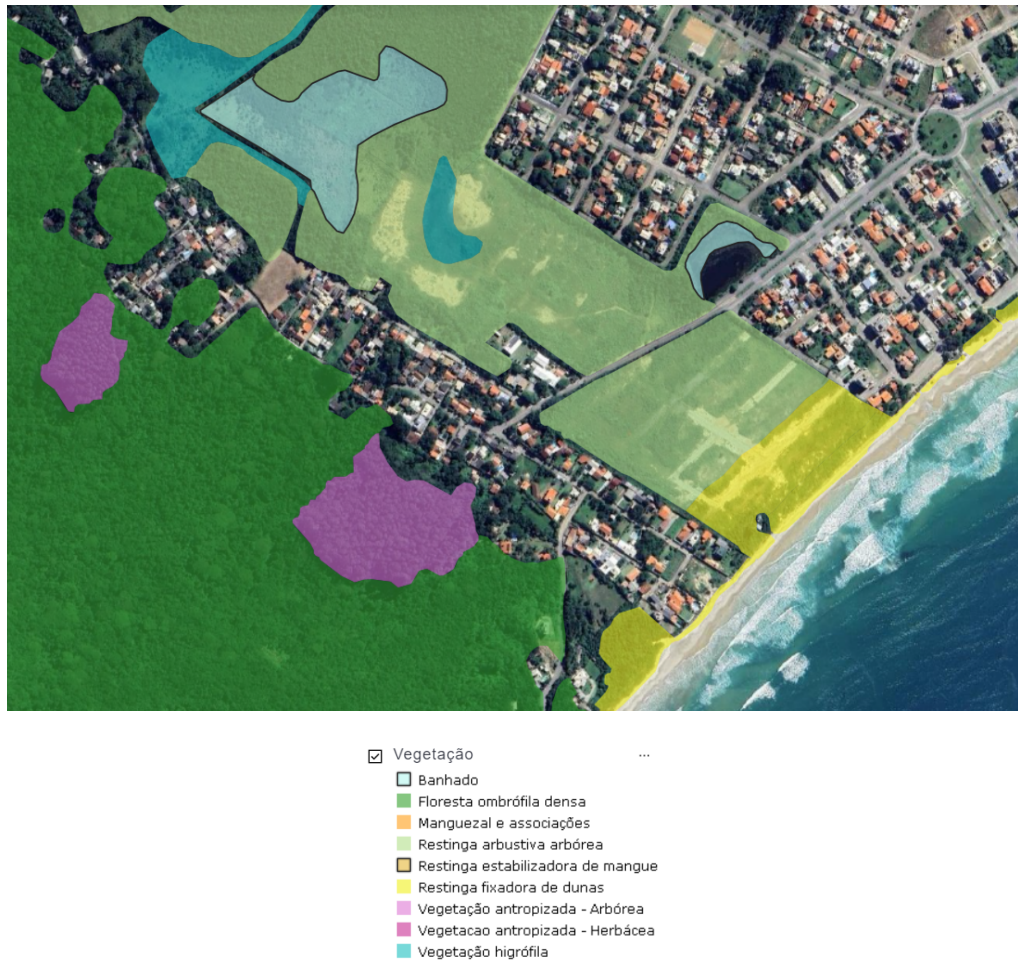 Vegetação ...
Banhado
Floresta ombrófila densa
Manguezal e associações
Restinga arbustiva arbórea
Restinga estabilizadora de mangue
Restinga fixadora de dunas
Vegetação antropizada - Arbórea
Vegetacao antropizada - Herbácea
Vegetação higrófila